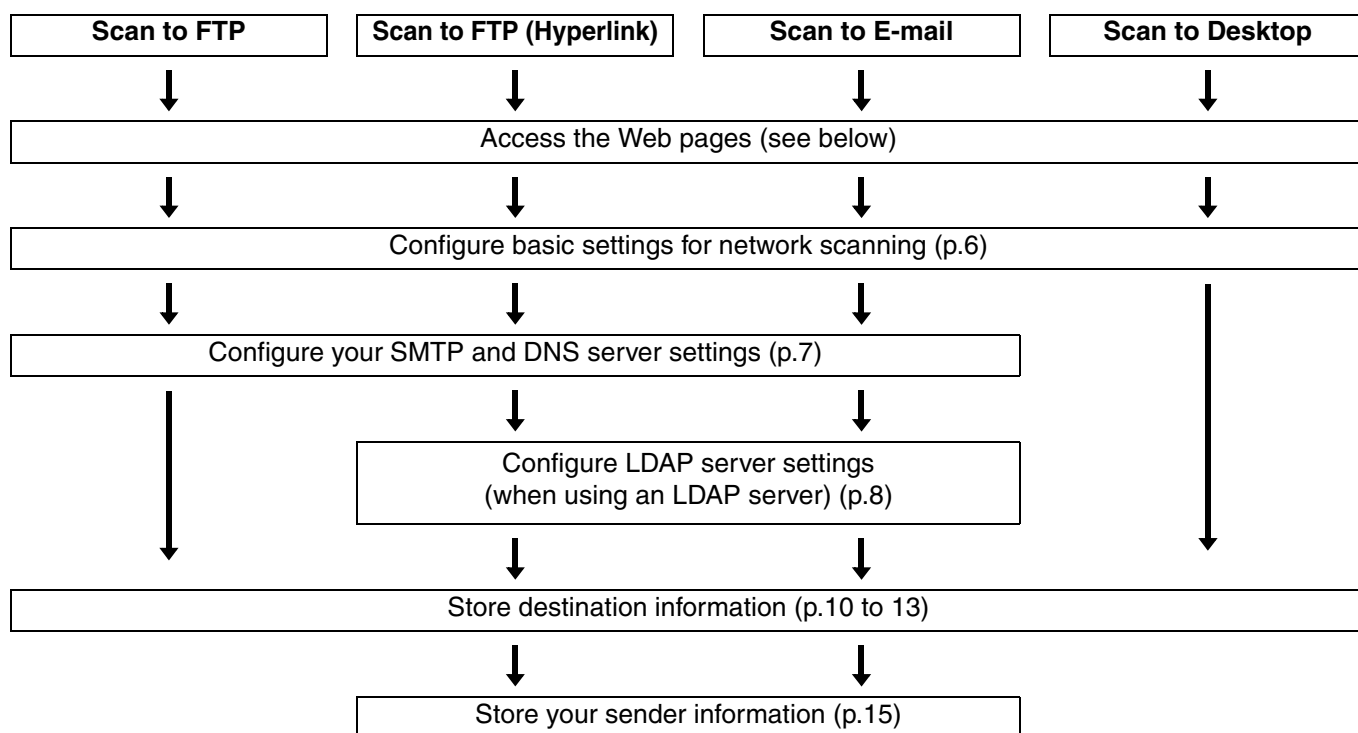 Scan to FTP
Scan to FTP (Hyperlink)
Scan to E-mail
Scan to Desktop
Access the Web pages (see below)
Configure basic settings for network scanning (p.6)
Configure your SMTP and DNS server settings (p.7)
Configure LDAP server settings
(when using an LDAP server) (p.8)
Store destination information (p.10 to 13)
Store your sender information (p.15)